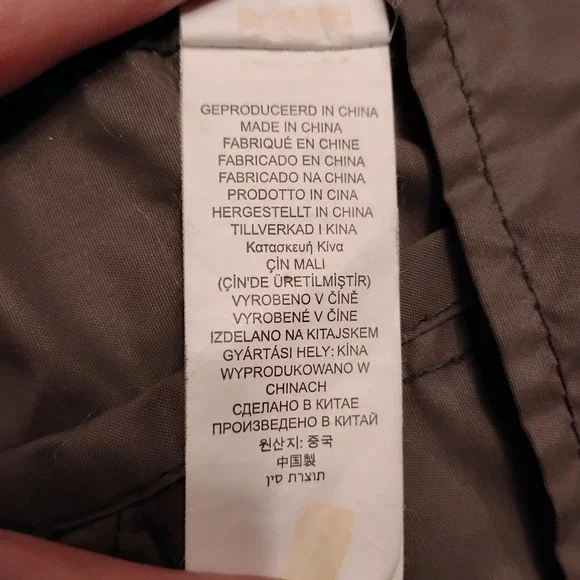 GEPRODUCEERD IN CHINA
MADE IN CHINA
FABRIQUÉ EN CHINE
FABRICADO EN CHINA
FABRICADO NA CHINA
PRODOTTO IN CINA
HERGESTELLT IN CHINA
TILLVERKAD I KINA
Κατασκευή Κίνα
ÇİN MALI
(ÇİN'DE ÜRETİLMİŞTİR)
VYROBENO V ČÍNĚ
VYROBENÉ V ČÍNE
IZDELANO NA KITAJSKEM
GYÁRTÁSI HELY: KÍNA
WYPRODUKOWANO W
CHINACH
СДЕЛАНО В КИТАЕ
ПРОИЗВЕДЕНО В КИТАЙ
원산지: 중국
中国製
תוצרת סין